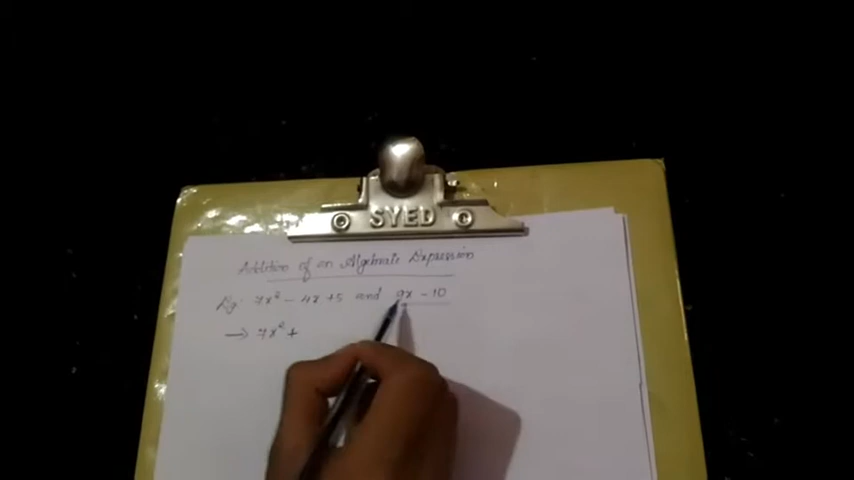 SYED
Addition of an Algebraic Expression
Eg: 7x² - 4x + 5 and 9x - 10
→ 7x² +